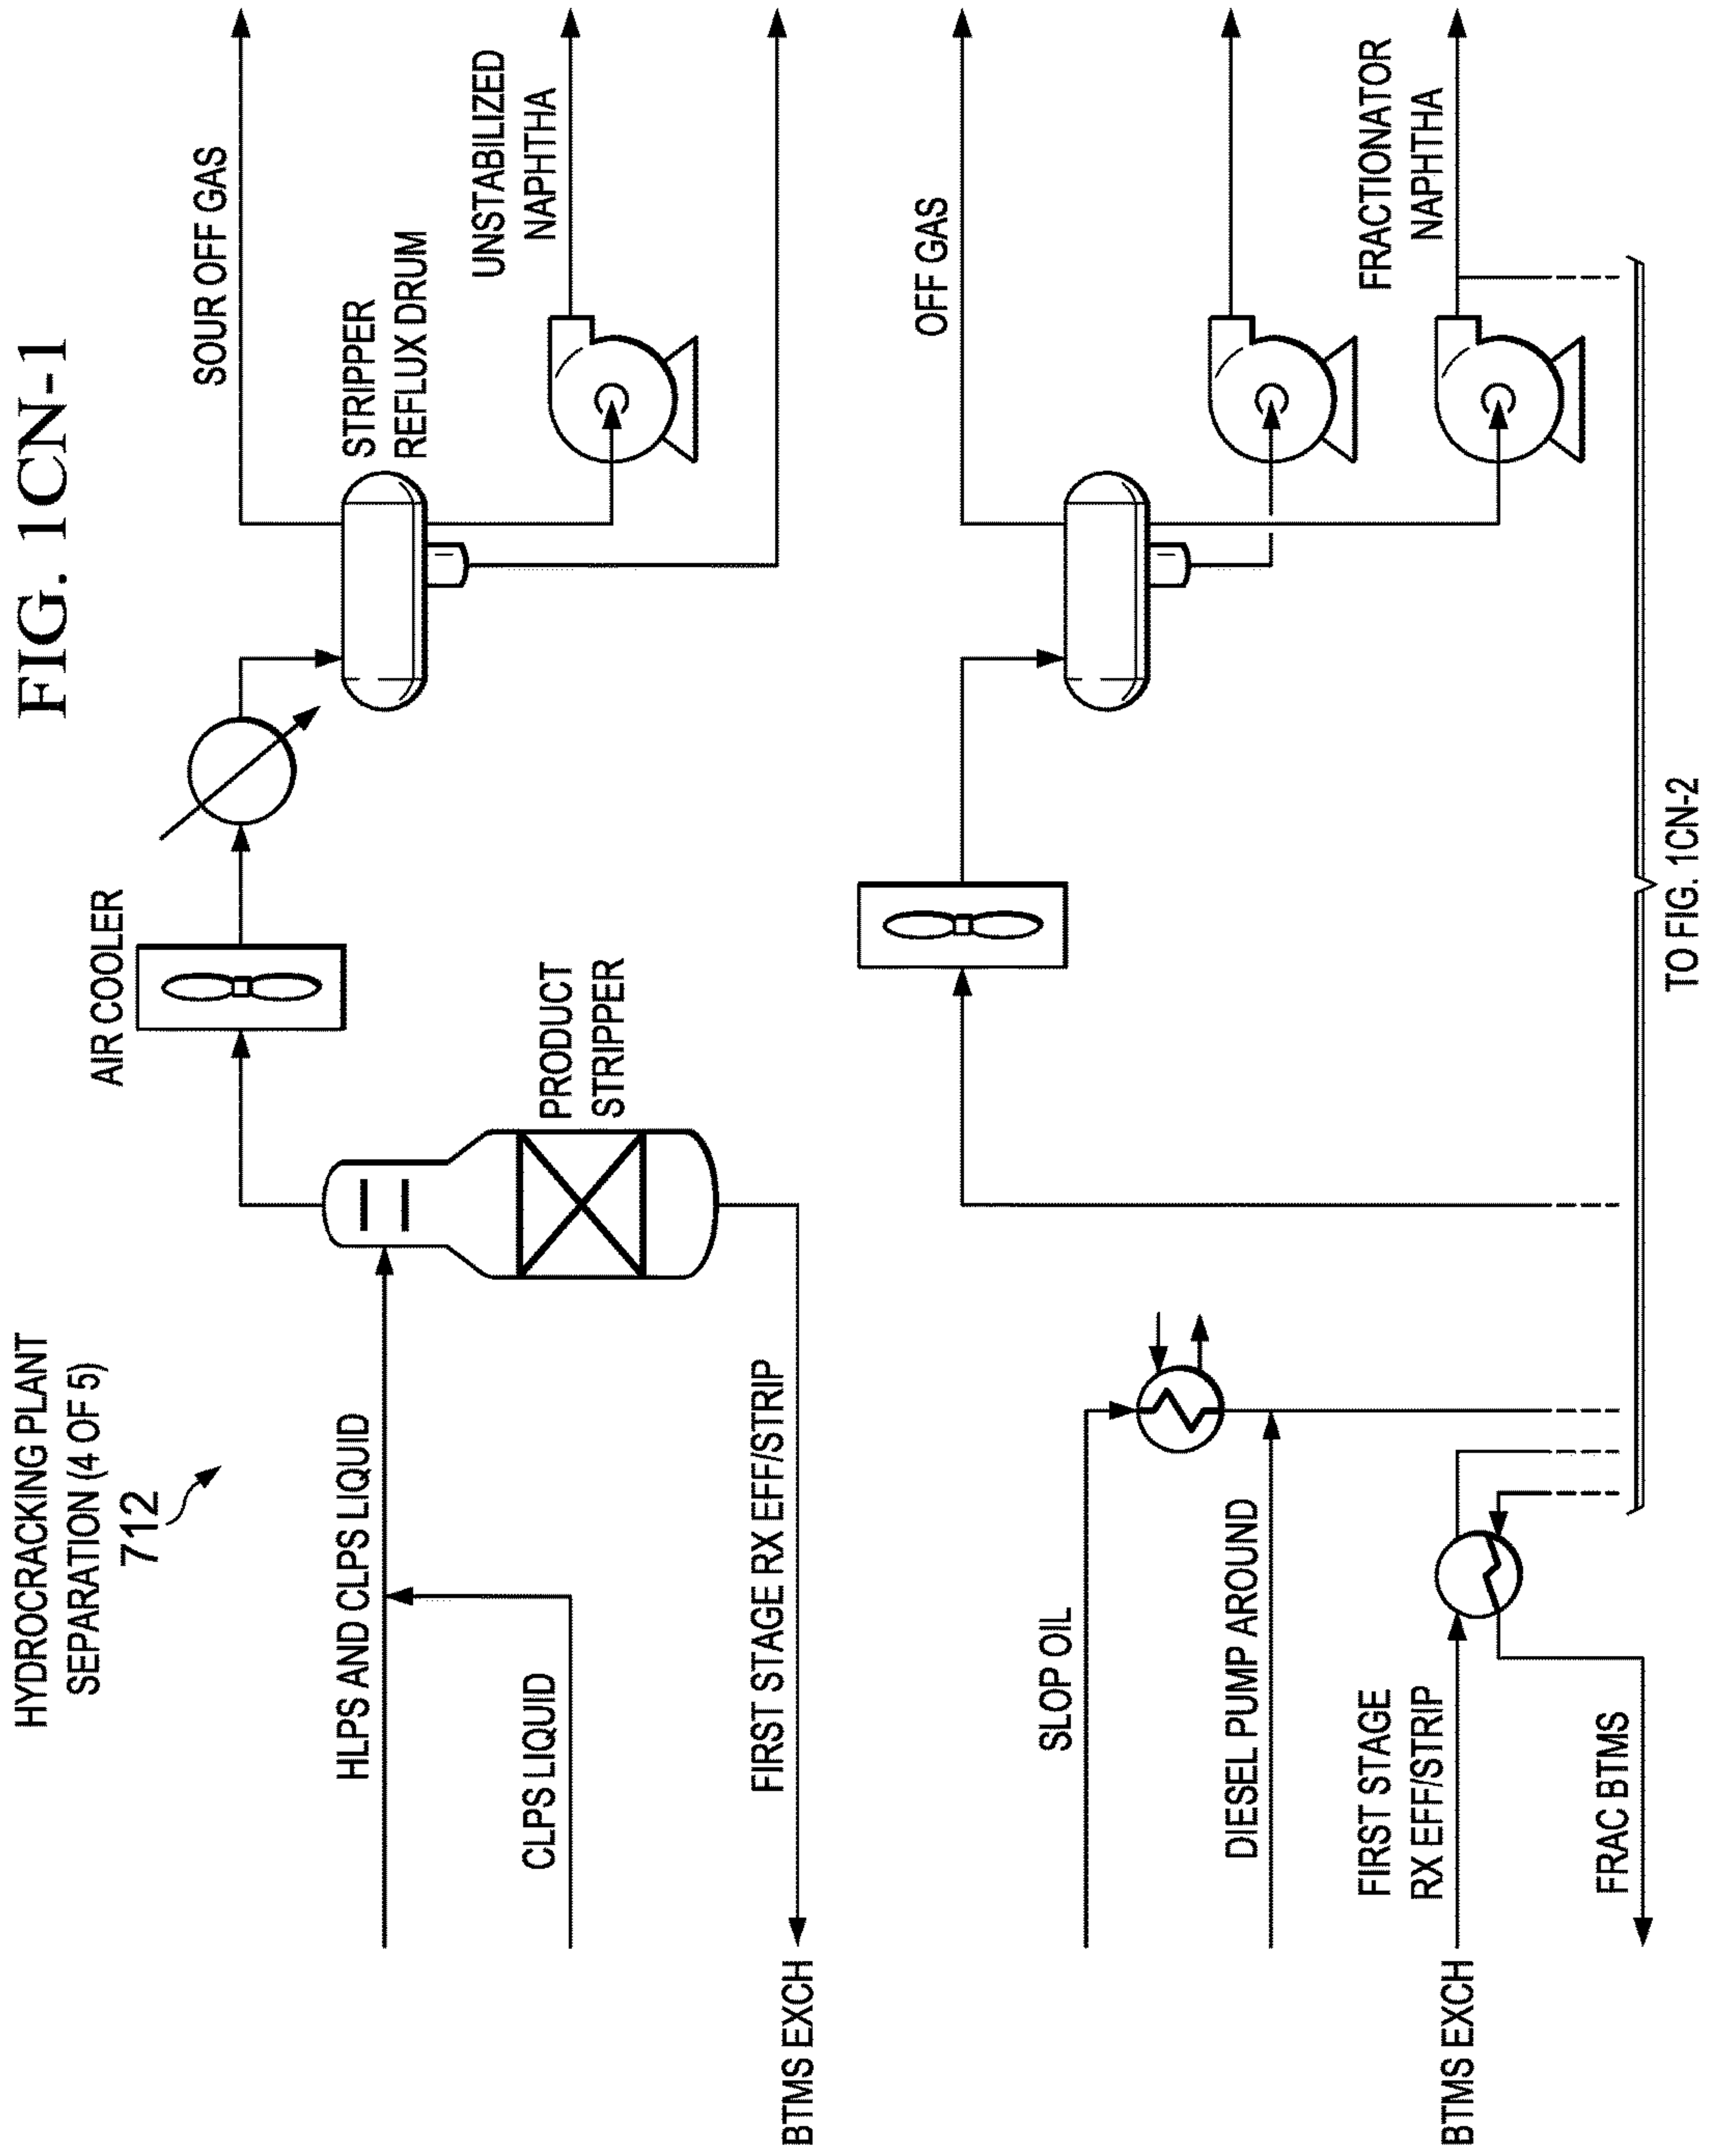 HYDROCRACKING PLANT
SEPARATION (4 OF 5)
712
FIG. 1CN-1
AIR COOLER
SOUR OFF GAS
STRIPPER
REFLUX DRUM
HLPS AND CLPS LIQUID
CLPS LIQUID
PRODUCT
STRIPPER
UNSTABILIZED
NAPHTHA
FIRST STAGE RX EFF/STRIP
BTMS EXCH
OFF GAS
SLOP OIL
DIESEL PUMP AROUND
FIRST STAGE
RX EFF/STRIP
BTMS EXCH
FRACTIONATOR
NAPHTHA
FRAC BTMS
TO FIG. 1CN-2